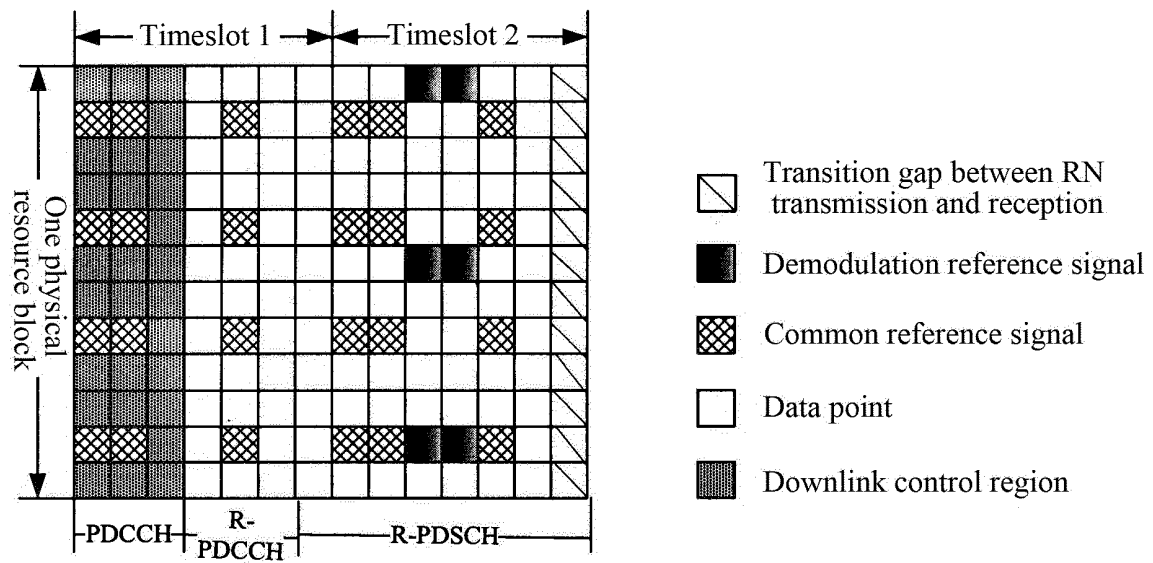 Timeslot 1
Timeslot 2
One physical
resource block
PDCCH
R-
PDCCH
R-PDSCH
Transition gap between RN
transmission and reception
Demodulation reference signal
Common reference signal
Data point
Downlink control region